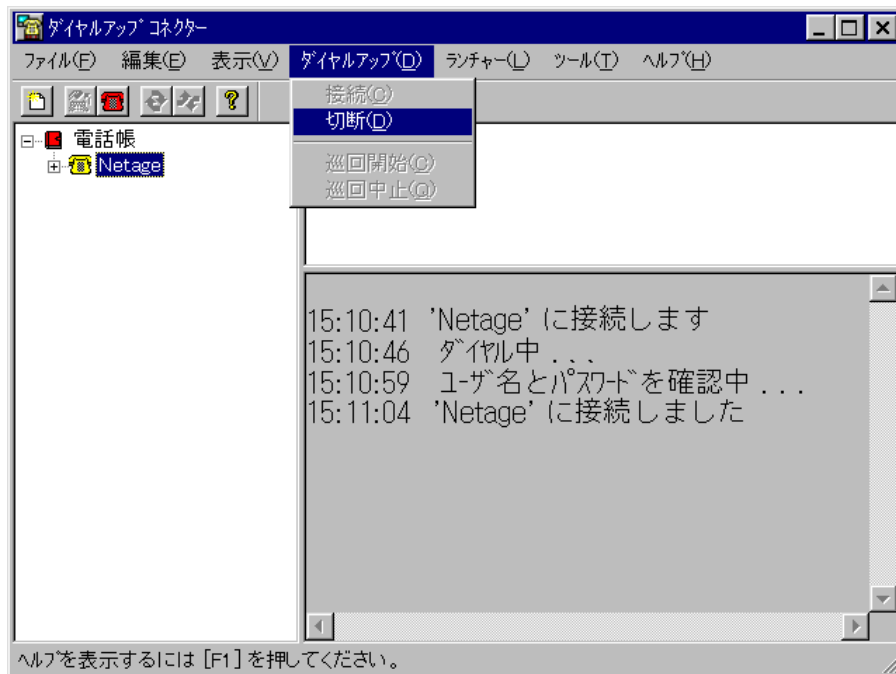 ﾀﾞｲﾔﾙｱｯﾌﾟ ｺﾈｸﾀｰ
ﾌｧｲﾙ(F) 編集(E) 表示(V) ﾀﾞｲﾔﾙｱｯﾌﾟ(D) ﾗﾝﾁｬｰ(L) ﾂｰﾙ(T) ﾍﾙﾌﾟ(H)
接続(C)
切断(D)
巡回開始(C)
巡回中止(Q)
電話帳
Netage
15:10:41 'Netage' に接続します
15:10:46 ﾀﾞｲﾔﾙ中 . . .
15:10:59 ﾕｰｻﾞ名とﾊﾟｽﾜｰﾄﾞを確認中 . . .
15:11:04 'Netage' に接続しました
ﾍﾙﾌﾟを表示するには [F1] を押してください。